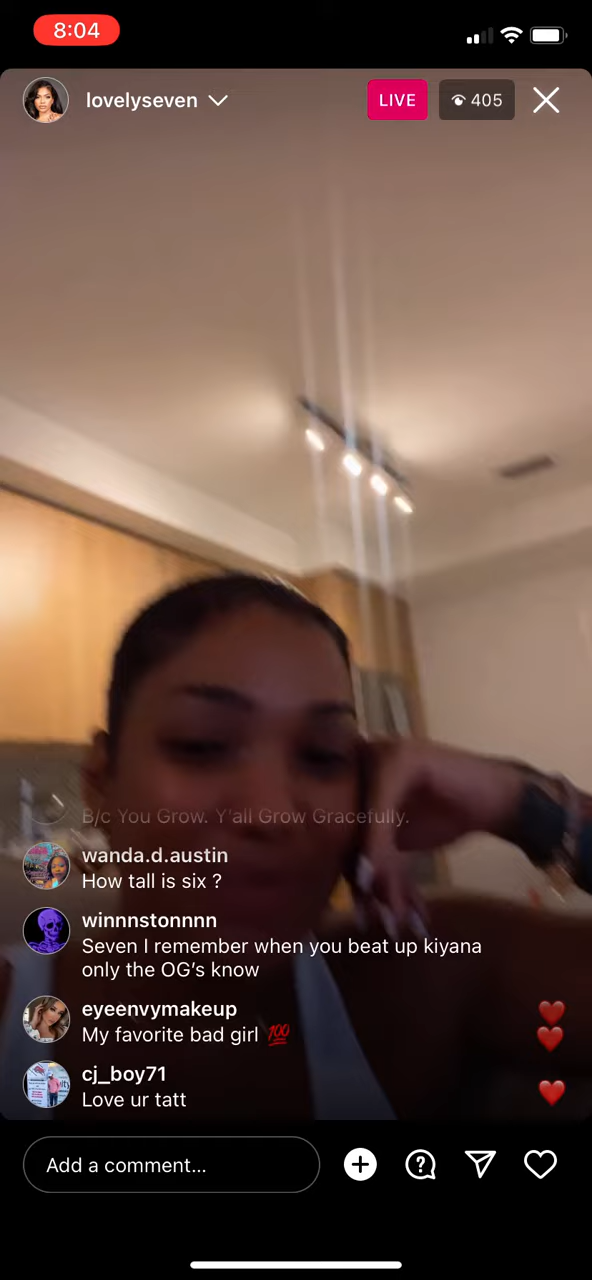 8:04
lovelyseven
LIVE
405
B/c You Grow. Y'all Grow Gracefully.
wanda.d.austin
How tall is six ?
winnnstonnnn
Seven I remember when you beat up kiyana
only the OG's know
eyeenvymakeup
My favorite bad girl 💯
cj_boy71
Love ur tatt
Add a comment...